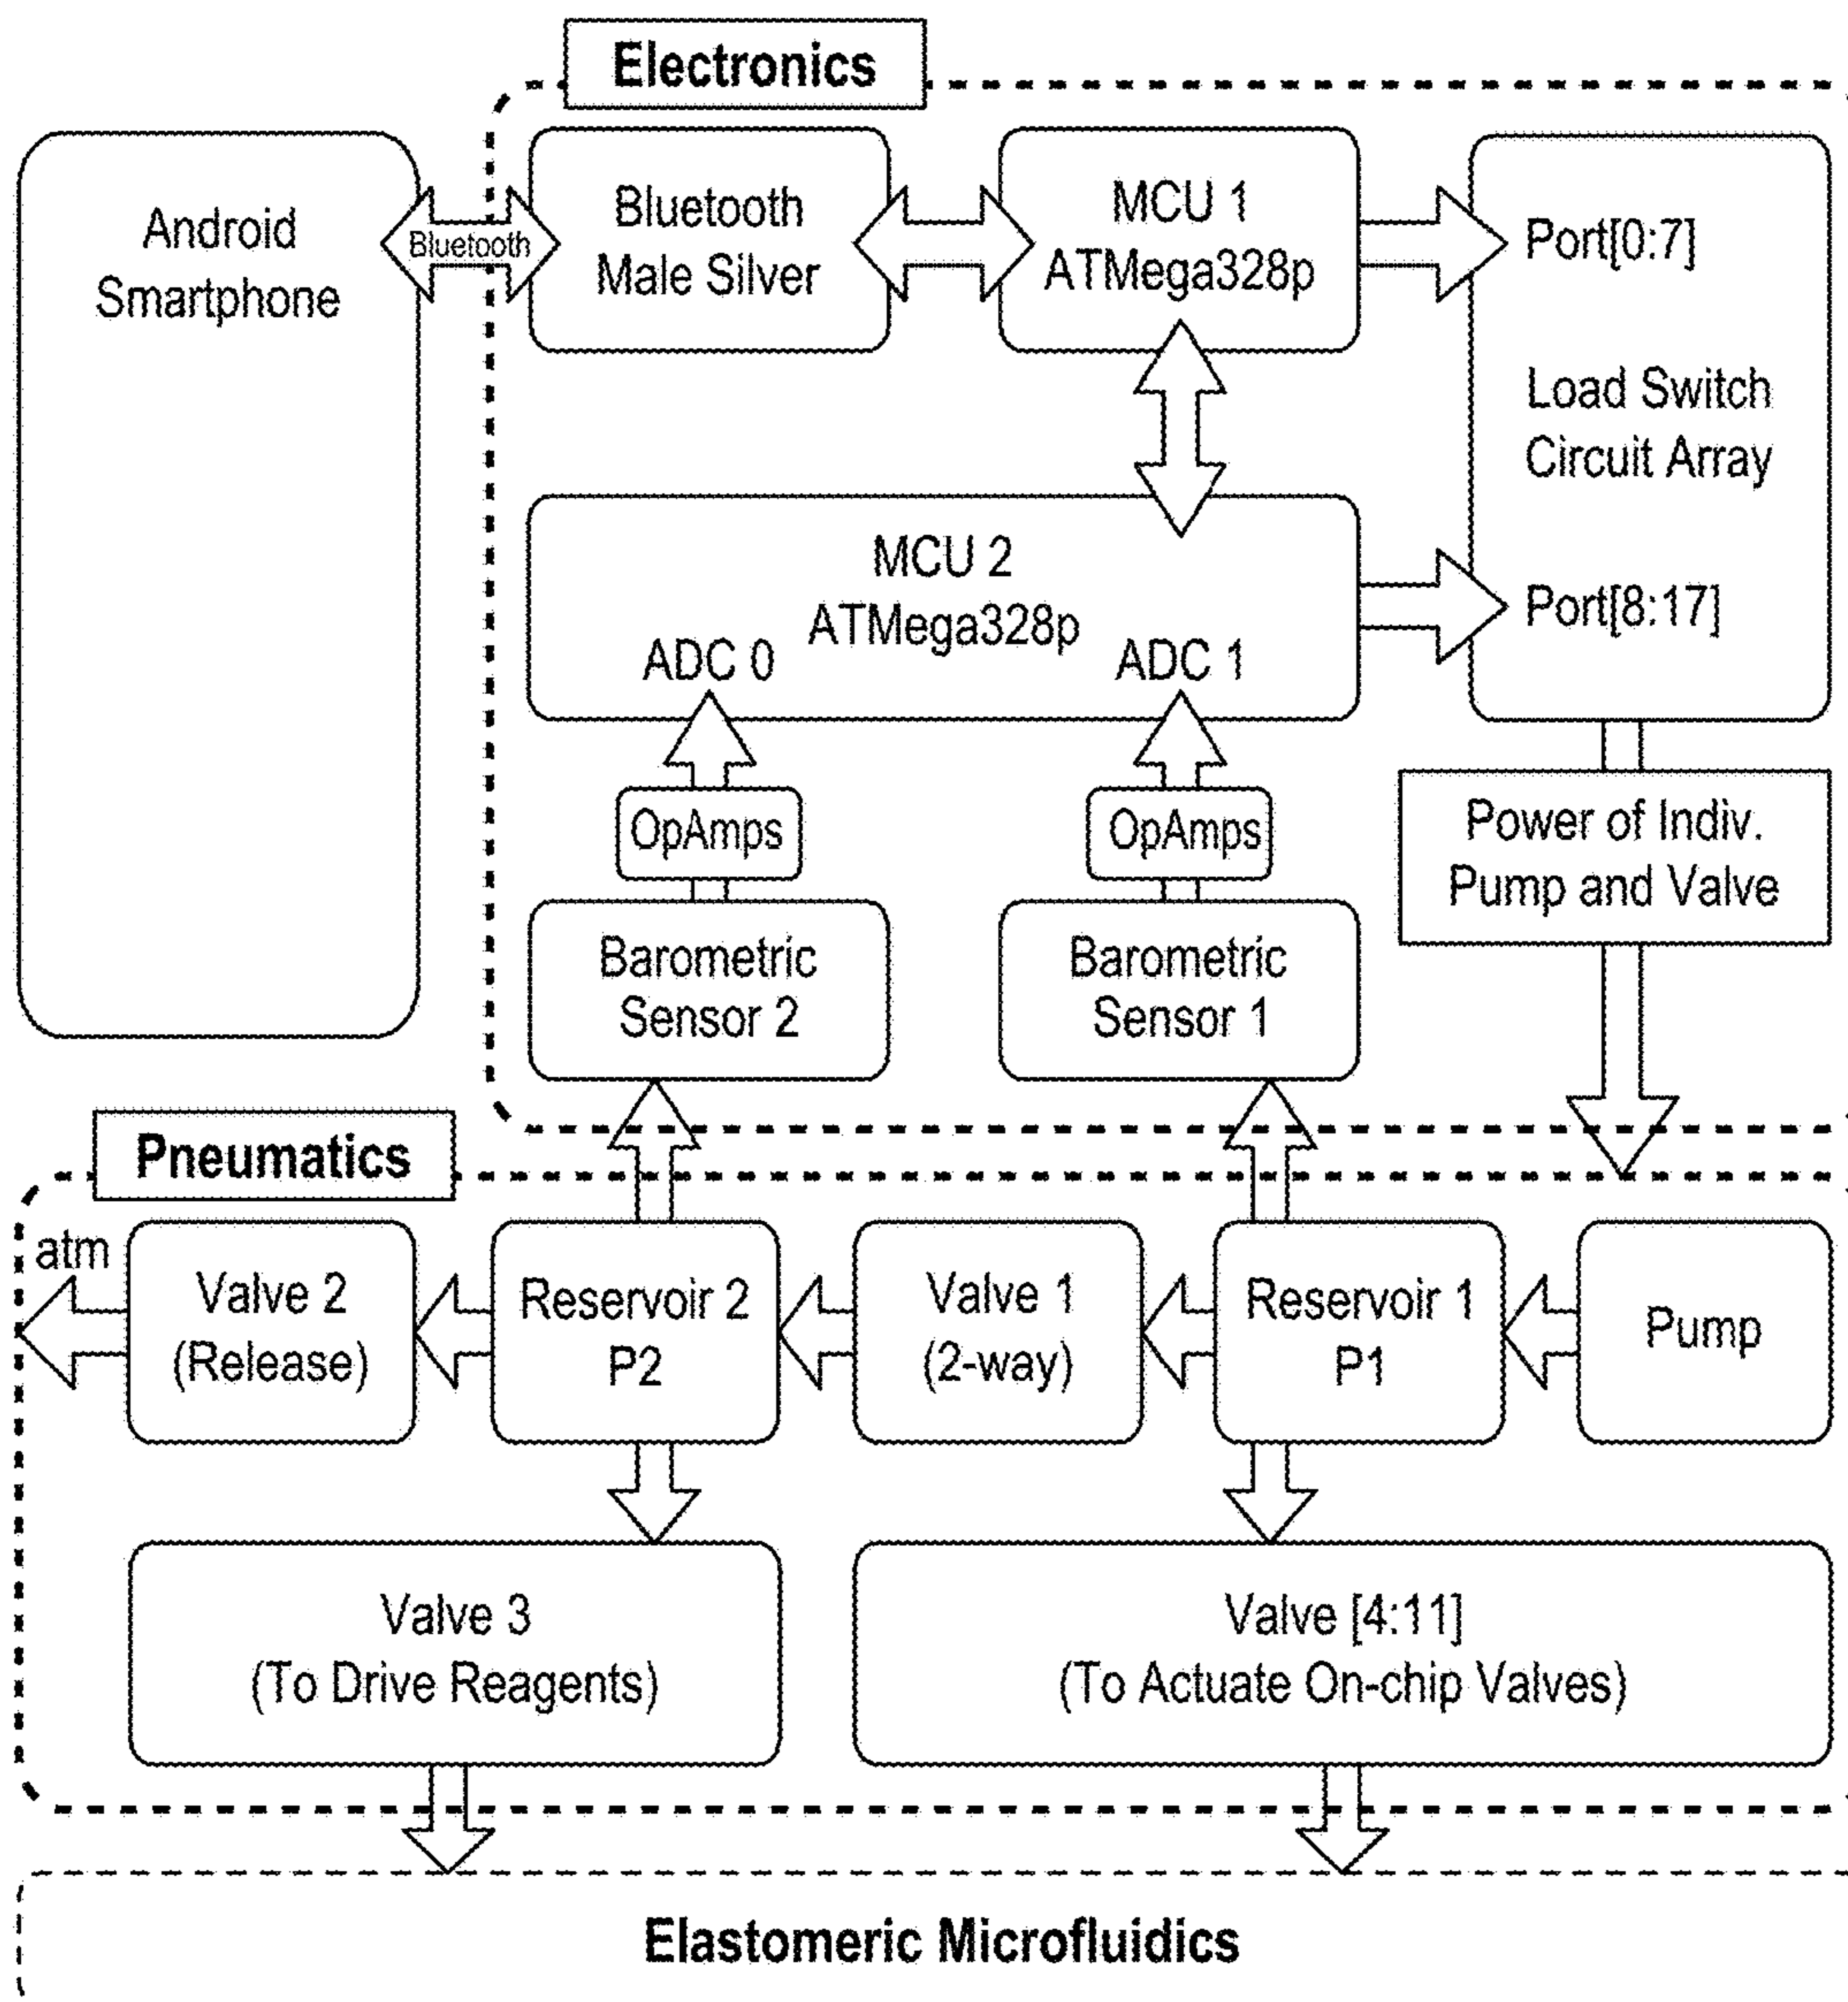 Electronics
Android
Smartphone
Bluetooth
Bluetooth
Male Silver
MCU 1
ATMega328p
Port[0:7]
Load Switch
Circuit Array
Port[8:17]
MCU 2
ATMega328p
ADC 0
ADC 1
OpAmps
OpAmps
Power of Indiv.
Pump and Valve
Barometric
Sensor 2
Barometric
Sensor 1
Pneumatics
atm
Valve 2
(Release)
Reservoir 2
P2
Valve 1
(2-way)
Reservoir 1
P1
Pump
Valve 3
(To Drive Reagents)
Valve [4:11]
(To Actuate On-chip Valves)
Elastomeric Microfluidics